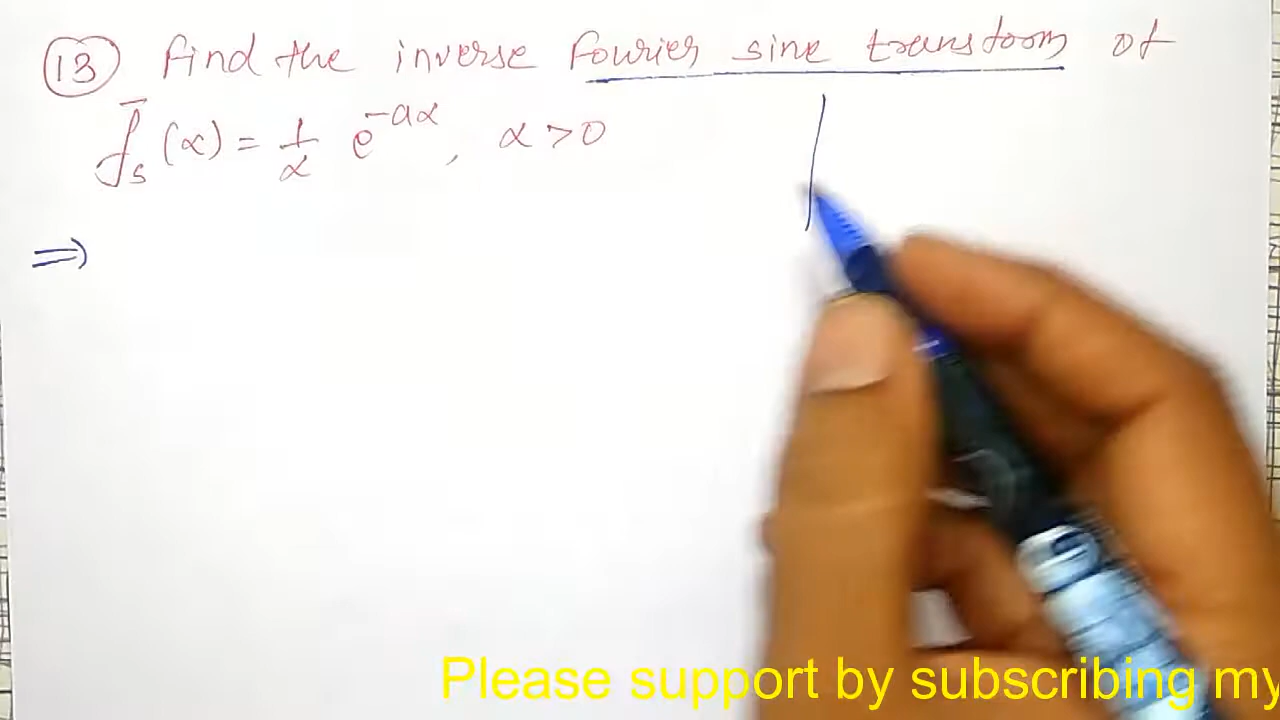 13 Find the inverse fourier sine transform of
f̄ₛ(α) = 1/α e^{-aα}, α > 0
⇒
Please support by subscribing my